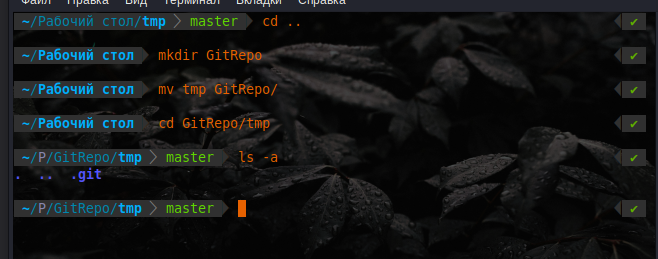 Файл Правка Вид Терминал Вкладки Справка
~/Рабочий стол/tmp master cd .. ✔
~/Рабочий стол mkdir GitRepo ✔
~/Рабочий стол mv tmp GitRepo/ ✔
~/Рабочий стол cd GitRepo/tmp ✔
~/Р/GitRepo/tmp master ls -a ✔
. .. .git
~/Р/GitRepo/tmp master ✔